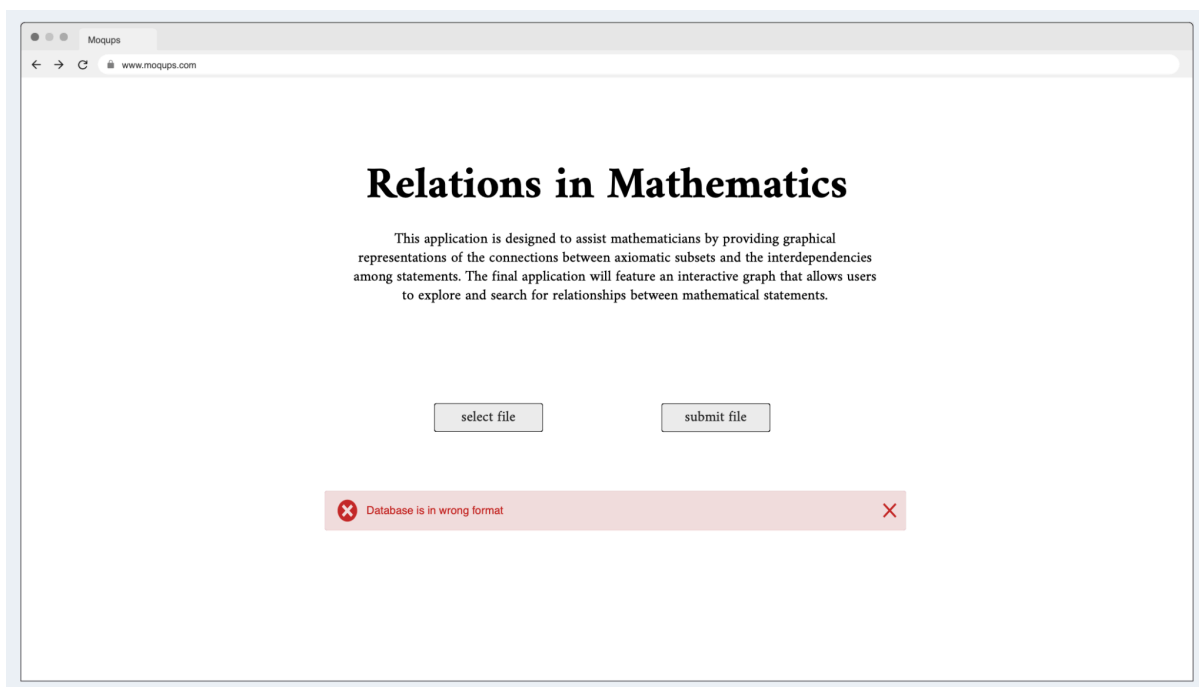 Moqups
www.moqups.com
Relations in Mathematics
This application is designed to assist mathematicians by providing graphical
representations of the connections between axiomatic subsets and the interdependencies
among statements. The final application will feature an interactive graph that allows users
to explore and search for relationships between mathematical statements.
select file submit file
Database is in wrong format